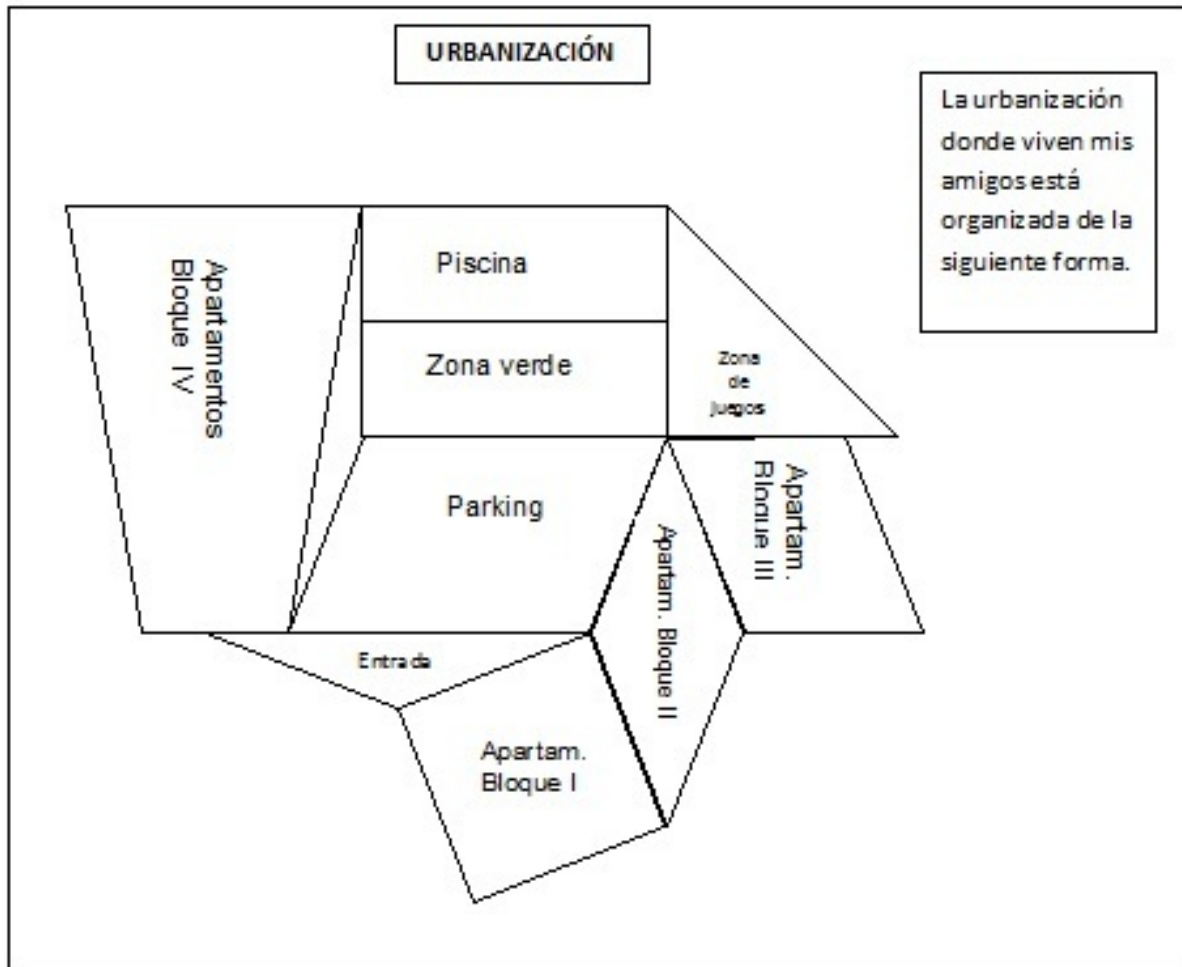 URBANIZACIÓN
La urbanización
donde viven mis
amigos está
organizada de la
siguiente forma.
Apartamentos
Bloque IV
Piscina
Zona verde
Zona
de
juegos
Parking
Apartam.
Bloque III
Apartam. Bloque II
Entrada
Apartam.
Bloque I